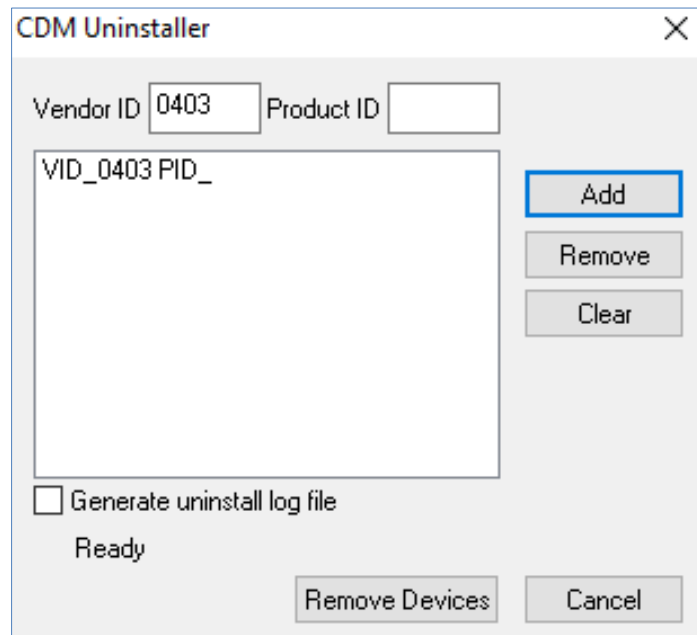 CDM Uninstaller
Vendor ID 0403 Product ID
VID_0403 PID_
Add
Remove
Clear
Generate uninstall log file
Ready
Remove Devices Cancel